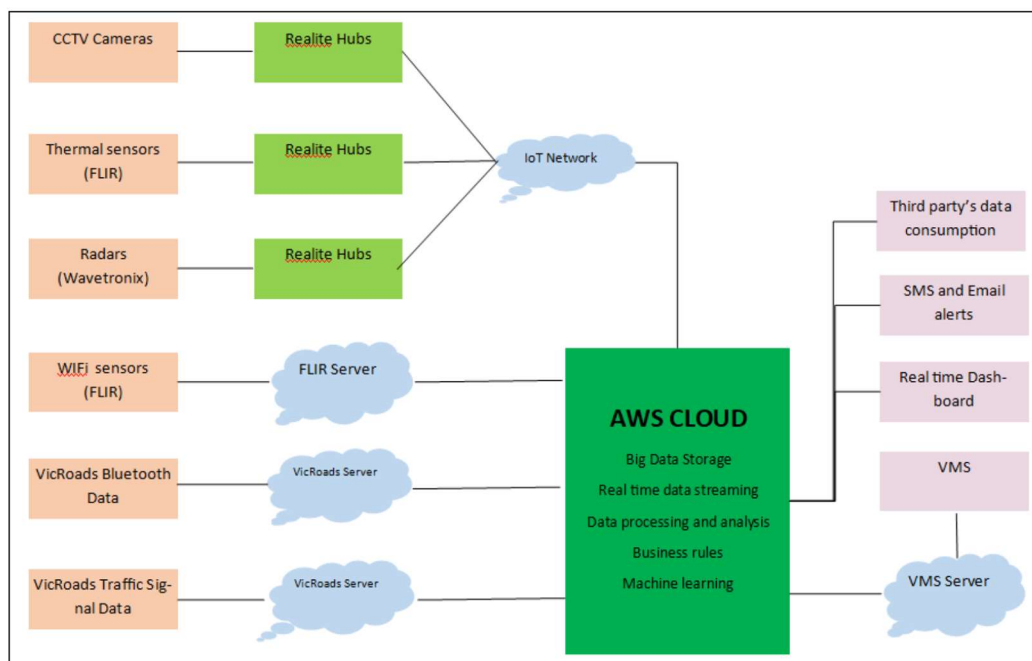 CCTV Cameras
Realite Hubs
Thermal sensors
(FLIR)
Realite Hubs
IoT Network
Radars
(Wavetronix)
Realite Hubs
Third party's data
consumption
SMS and Email
alerts
WIFi sensors
(FLIR)
FLIR Server
Real time Dash-
board
AWS CLOUD
Big Data Storage
Real time data streaming
Data processing and analysis
Business rules
Machine learning
VicRoads Bluetooth
Data
VicRoads Server
VMS
VicRoads Traffic Sig-
nal Data
VicRoads Server
VMS Server